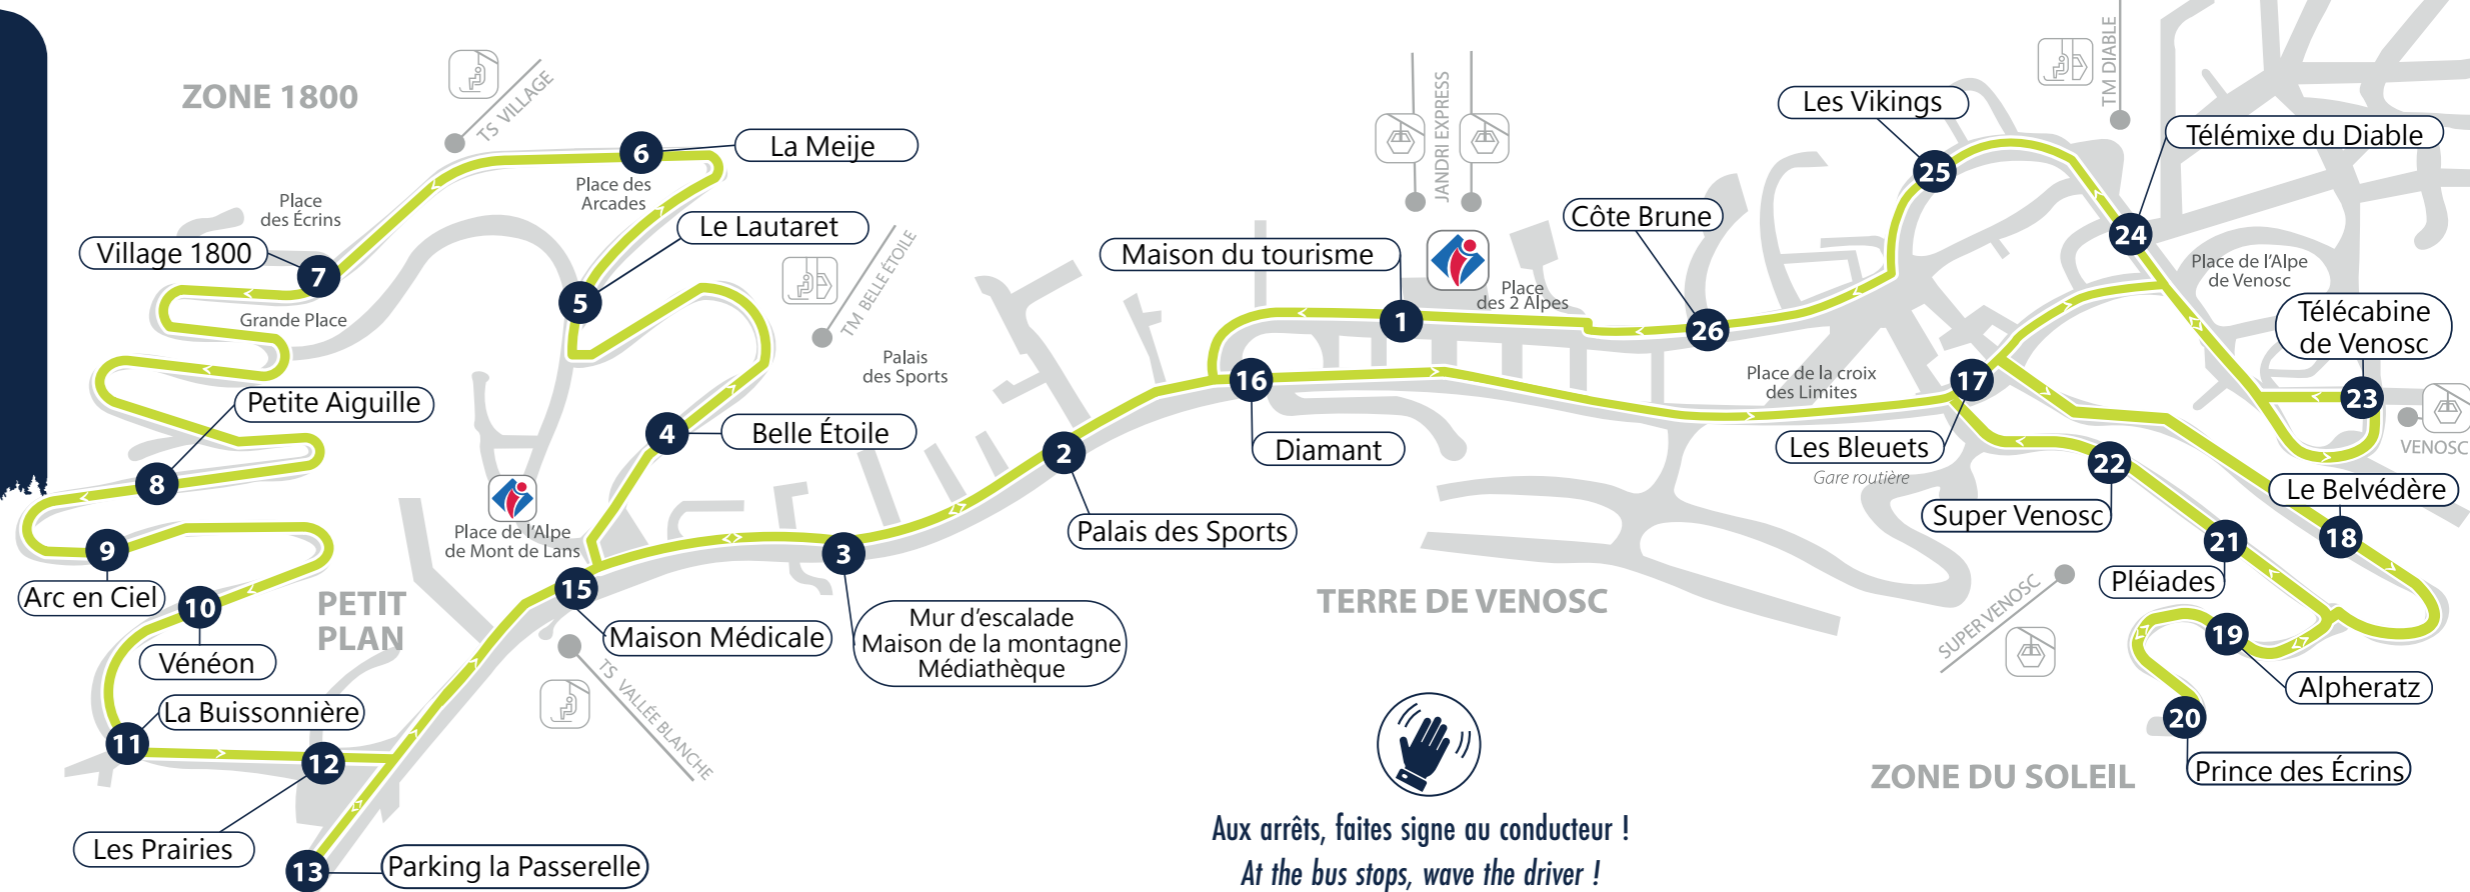 ZONE 1800
TS VILLAGE
6
La Meije
Place des
Arcades
Place
des Écrins
Village 1800
7
Grande Place
5
Le Lautaret
TM BELLE ÉTOILE
Palais
des Sports
Petite Aiguille
8
4
Belle Étoile
Place de l'Alpe
de Mont de Lans
9
Arc en Ciel
10
Vénéon
PETIT
PLAN
La Buissonnière
11
12
Les Prairies
13
Parking la Passerelle
15
Maison Médicale
TS VALLÉE BLANCHE
3
Mur d'escalade
Maison de la montagne
Médiathèque
2
Palais des Sports
16
Diamant
JANDRI EXPRESS
Maison du tourisme
1
Place
des 2 Alpes
Côte Brune
26
Les Vikings
25
TM DIABLE
Télémixe du Diable
24
Place de l'Alpe
de Venosc
Télécabine
de Venosc
23
VENOSC
Place de la croix
des Limites
17
Les Bleuets
Gare routière
22
Super Venosc
Le Belvédère
18
21
Pléiades
SUPER VENOSC
19
Alpheratz
20
Prince des Écrins
TERRE DE VENOSC
ZONE DU SOLEIL
Aux arrêts, faites signe au conducteur !
At the bus stops, wave the driver !